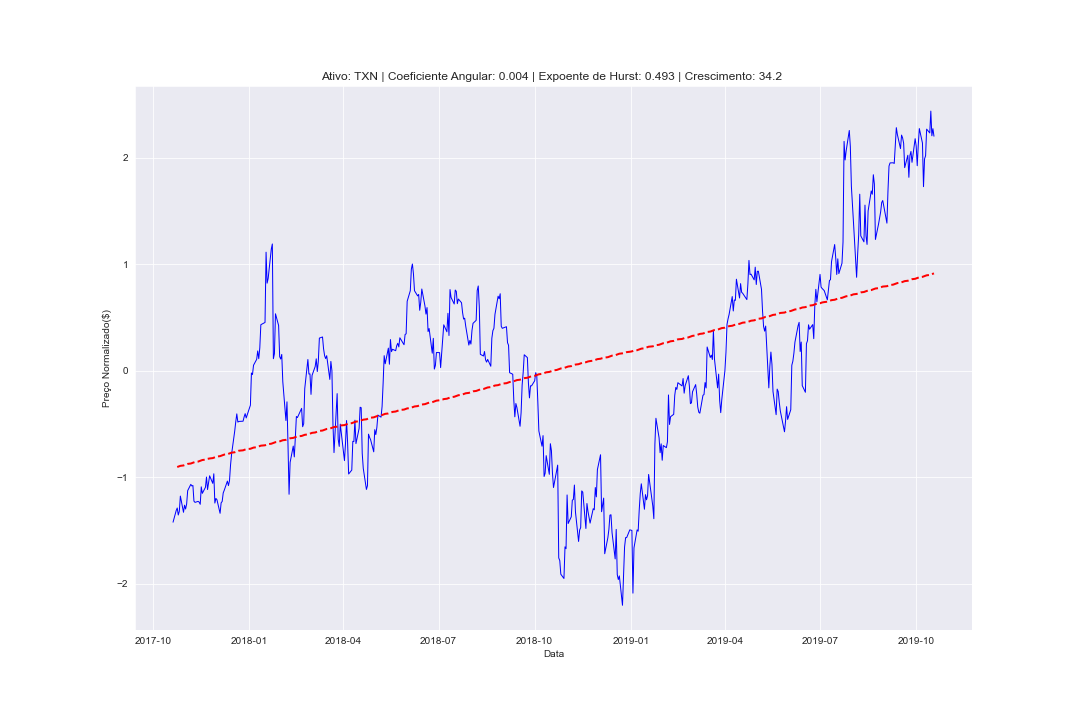 Ativo: TXN | Coeficiente Angular: 0.004 | Expoente de Hurst: 0.493 | Crescimento: 34.2
Preço Normalizado($)
2
1
0
−1
−2
2017-10 2018-01 2018-04 2018-07 2018-10 2019-01 2019-04 2019-07 2019-10
Data